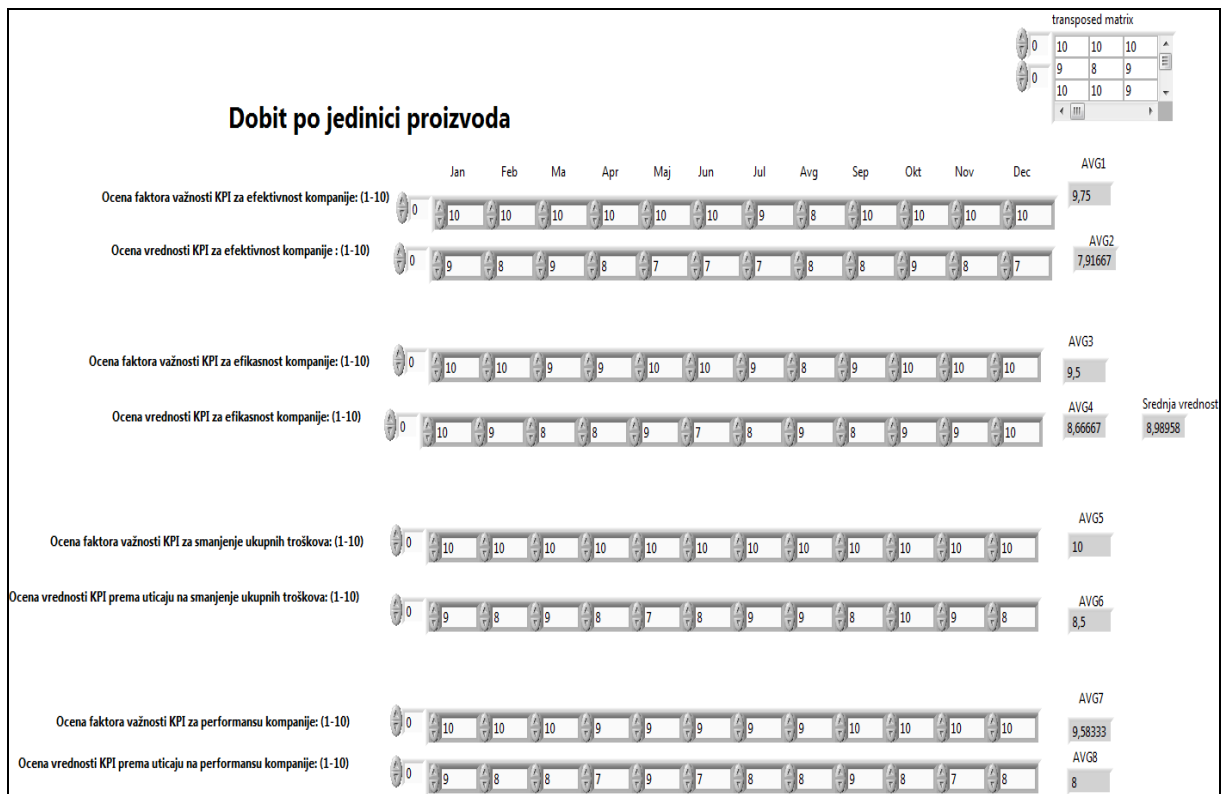 transposed matrix
0 10 10 10
9 8 9
0 10 10 9
Dobit po jedinici proizvoda
Jan Feb Ma Apr Maj Jun Jul Avg Sep Okt Nov Dec AVG1
Ocena faktora važnosti KPI za efektivnost kompanije: (1-10) 0 10 10 10 10 10 10 9 8 10 10 10 10 9,75
AVG2
Ocena vrednosti KPI za efektivnost kompanije : (1-10) 0 9 8 9 8 7 7 7 8 8 9 8 7 7,91667
AVG3
Ocena faktora važnosti KPI za efikasnost kompanije: (1-10) 0 10 10 9 9 10 10 9 8 9 10 10 10 9,5
AVG4 Srednja vrednost
Ocena vrednosti KPI za efikasnost kompanije: (1-10) 0 10 9 8 8 9 7 8 9 8 9 9 10 8,66667 8,98958
AVG5
Ocena faktora važnosti KPI za smanjenje ukupnih troškova: (1-10) 0 10 10 10 10 10 10 10 10 10 10 10 10 10
AVG6
Ocena vrednosti KPI prema uticaju na smanjenje ukupnih troškova: (1-10) 0 9 8 9 8 7 8 9 9 8 10 9 8 8,5
AVG7
Ocena faktora važnosti KPI za performansu kompanije: (1-10) 0 10 10 10 9 9 9 9 9 10 10 10 10 9,58333
AVG8
Ocena vrednosti KPI prema uticaju na performansu kompanije: (1-10) 0 9 8 8 7 9 7 8 8 9 8 7 8 8